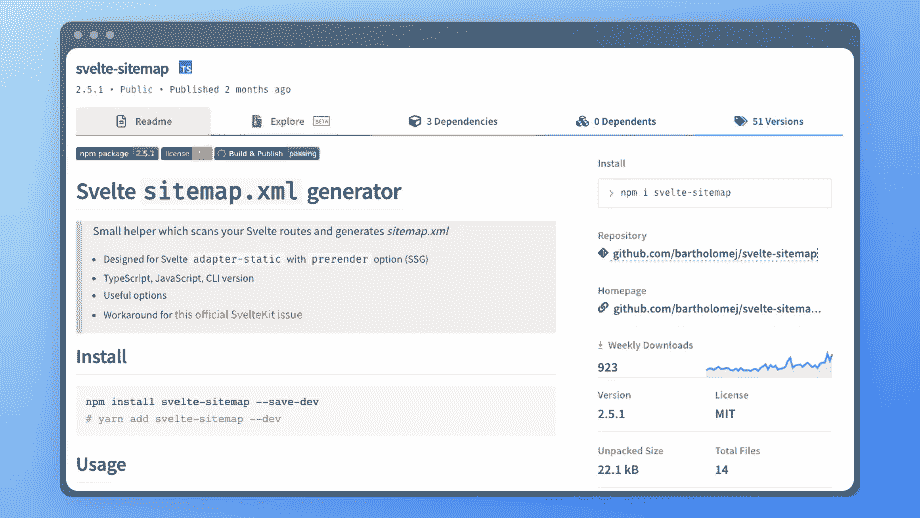 svelte-sitemap TS
2.5.1 • Public • Published 2 months ago
Readme
Explore BETA
3 Dependencies
0 Dependents
51 Versions
npm package 2.5.1 license Build & Publish passing
Svelte sitemap.xml generator
Small helper which scans your Svelte routes and generates sitemap.xml
• Designed for Svelte adapter-static with prerender option (SSG)
• TypeScript, JavaScript, CLI version
• Useful options
• Workaround for this official SvelteKit issue
Install
npm install svelte-sitemap --save-dev
# yarn add svelte-sitemap --dev
Usage
Install
> npm i svelte-sitemap
Repository
github.com/bartholomej/svelte-sitemap
Homepage
github.com/bartholomej/svelte-sitema...
Weekly Downloads
923
Version License
2.5.1 MIT
Unpacked Size Total Files
22.1 kB 14